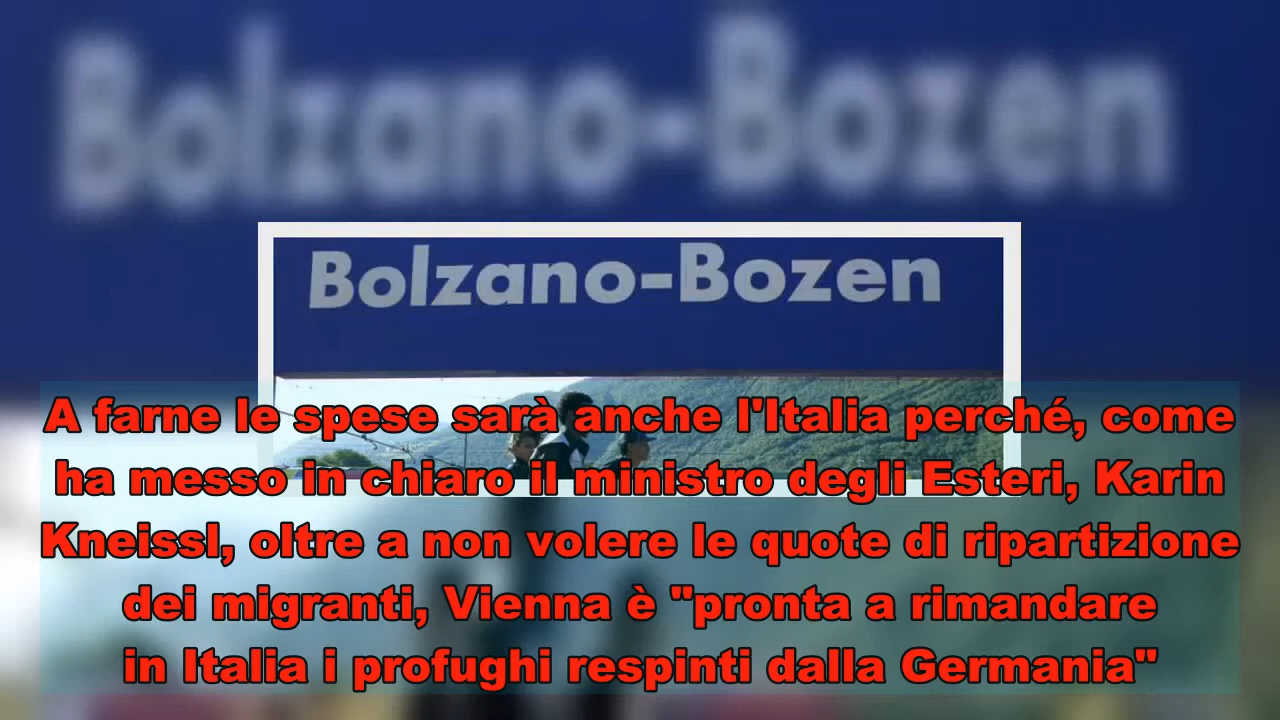 Bolzano-Bozen
Bolzano-Bozen
A farne le spese sarà anche l'Italia perché, come
ha messo in chiaro il ministro degli Esteri, Karin
Kneissl, oltre a non volere le quote di ripartizione
dei migranti, Vienna è "pronta a rimandare
in Italia i profughi respinti dalla Germania"